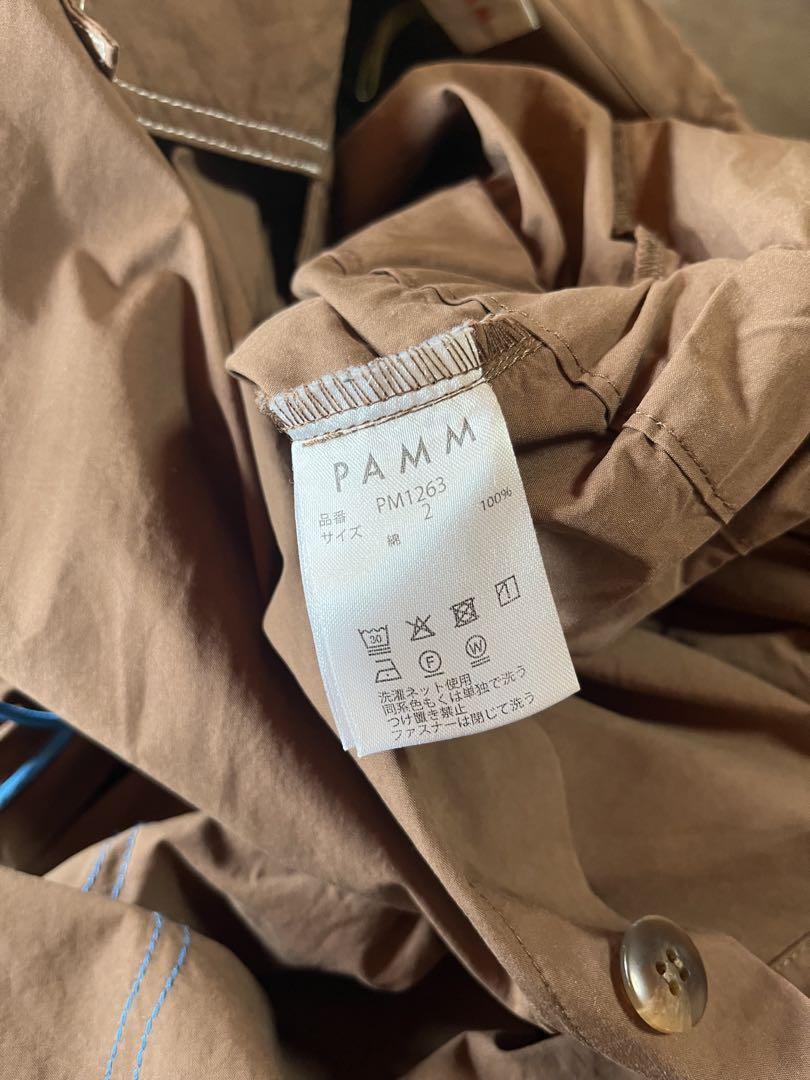 PAMM
品番 PM1263
サイズ 2
綿 100%
30
F W
洗濯ネット使用
同系色もくは単独で洗う
つけ置き禁止
ファスナーは閉じて洗う